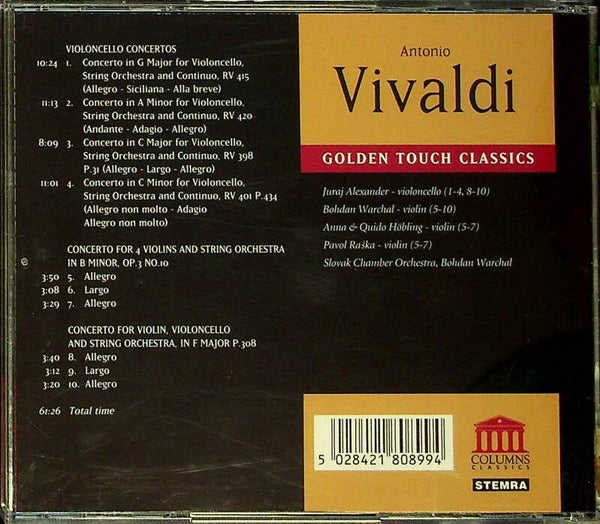 VIOLONCELLO CONCERTOS
10:24 1. Concerto in G Major for Violoncello,
String Orchestra and Continuo, RV 415
(Allegro - Siciliana - Alla breve)
11:13 2. Concerto in A Minor for Violoncello,
String Orchestra and Continuo, RV 420
(Andante - Adagio - Allegro)
8:09 3. Concerto in C Major for Violoncello,
String Orchestra and Continuo, RV 398
P.31 (Allegro - Largo - Allegro)
11:01 4. Concerto in C Minor for Violoncello,
String Orchestra and Continuo, RV 401 P.434
(Allegro non molto - Adagio
Allegro non molto)
CONCERTO FOR 4 VIOLINS AND STRING ORCHESTRA
IN B MINOR, OP.3 NO.10
3:50 5. Allegro
3:08 6. Largo
3:29 7. Allegro
CONCERTO FOR VIOLIN, VIOLONCELLO
AND STRING ORCHESTRA, IN F MAJOR P.308
3:40 8. Allegro
3:12 9. Largo
3:20 10. Allegro
61:26 Total time
Antonio
Vivaldi
GOLDEN TOUCH CLASSICS
Juraj Alexander - violoncello (1-4, 8-10)
Bohdan Warchal - violin (5-10)
Anna & Quido Höbling - violin (5-7)
Pavol Raška - violin (5-7)
Slovak Chamber Orchestra, Bohdan Warchal
5 028421 808994
COLUMNS
CLASSICS
STEMRA